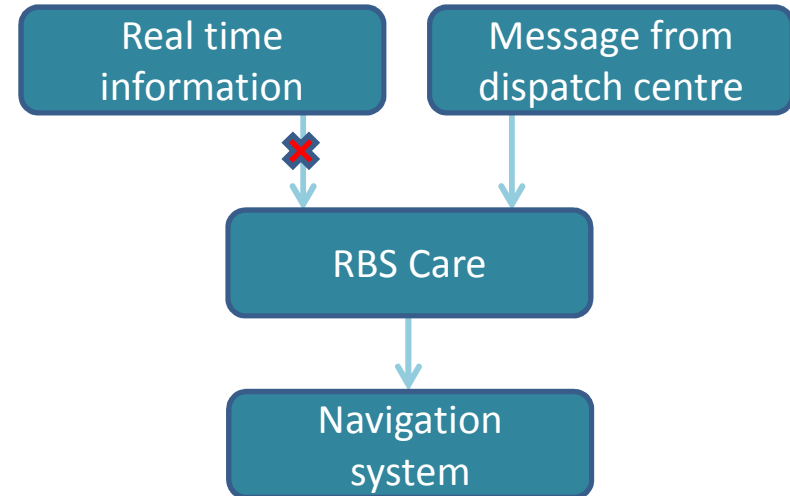 Real time
information
Message from
dispatch centre
RBS Care
Navigation
system